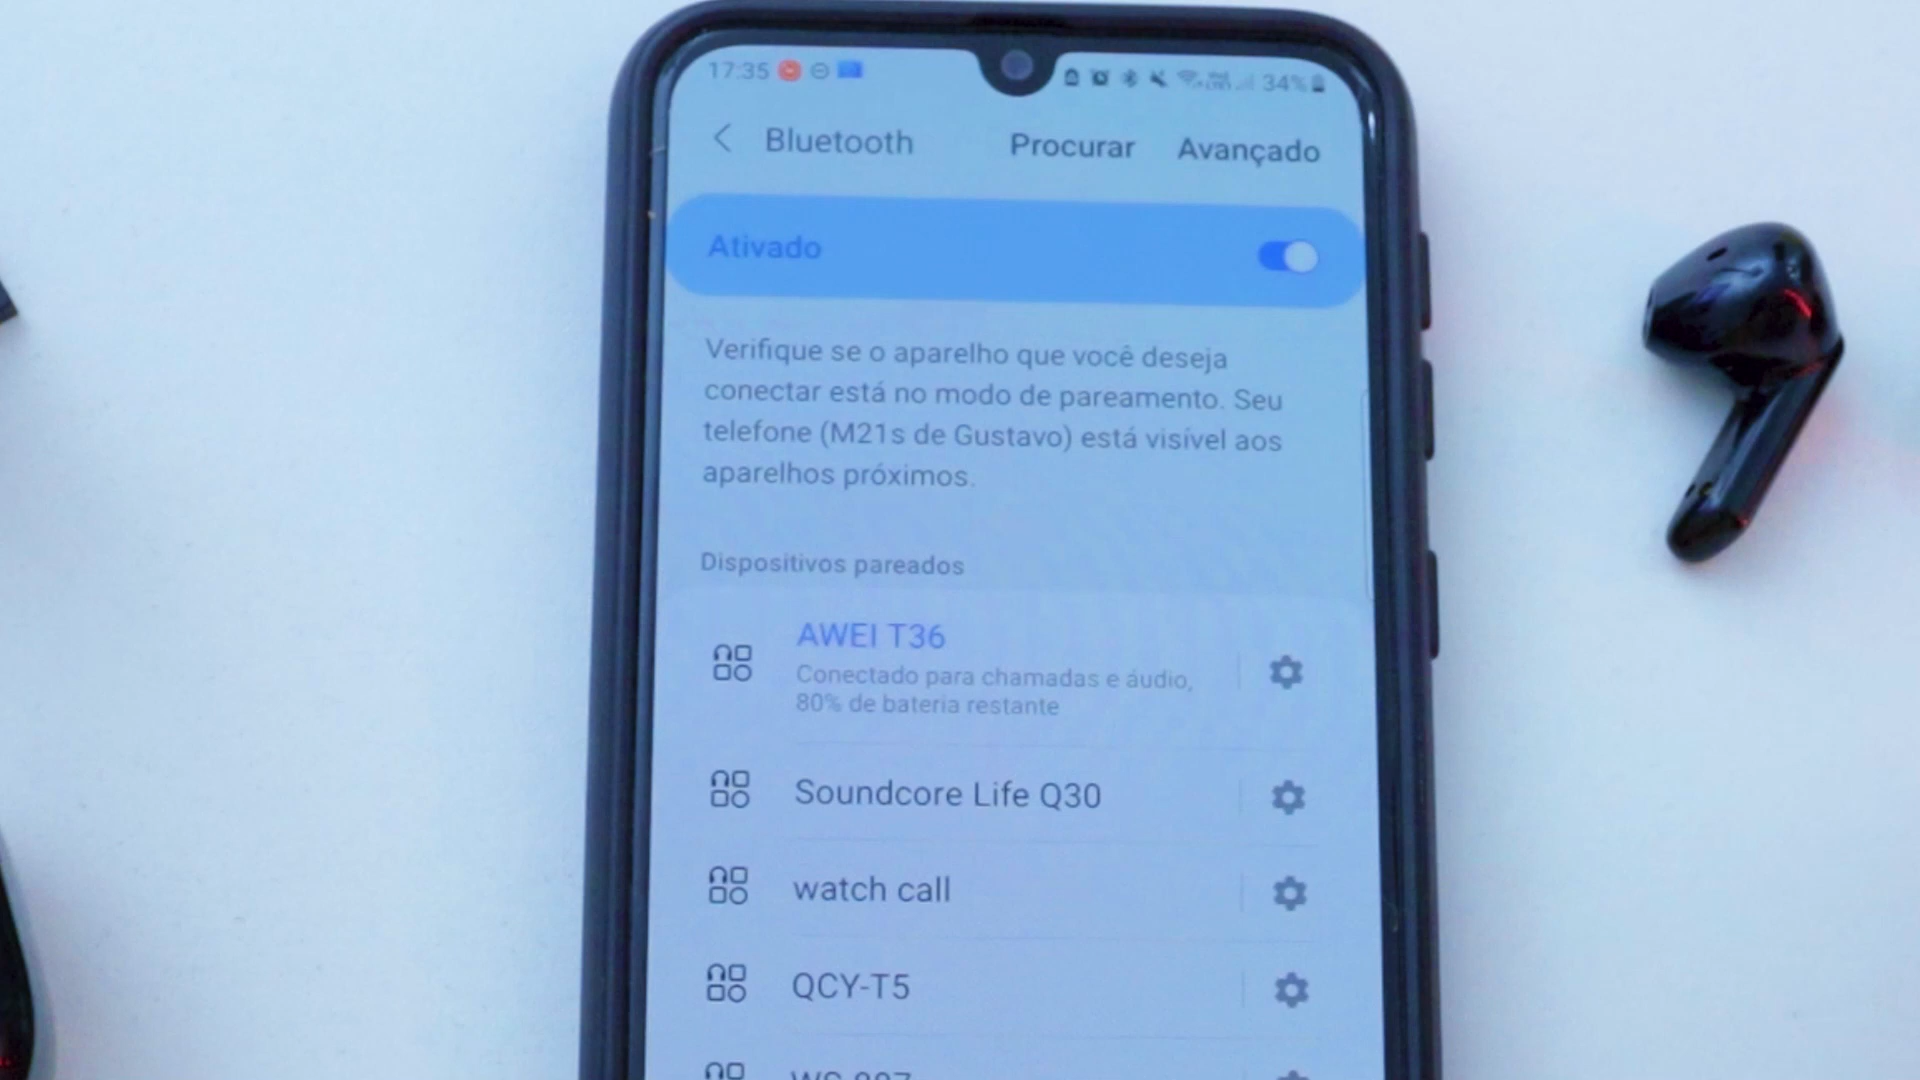 17:35 34%
Bluetooth Procurar Avançado
Ativado
Verifique se o aparelho que você deseja
conectar está no modo de pareamento. Seu
telefone (M21s de Gustavo) está visível aos
aparelhos próximos.
Dispositivos pareados
AWEI T36
Conectado para chamadas e áudio,
80% de bateria restante
Soundcore Life Q30
watch call
QCY-T5